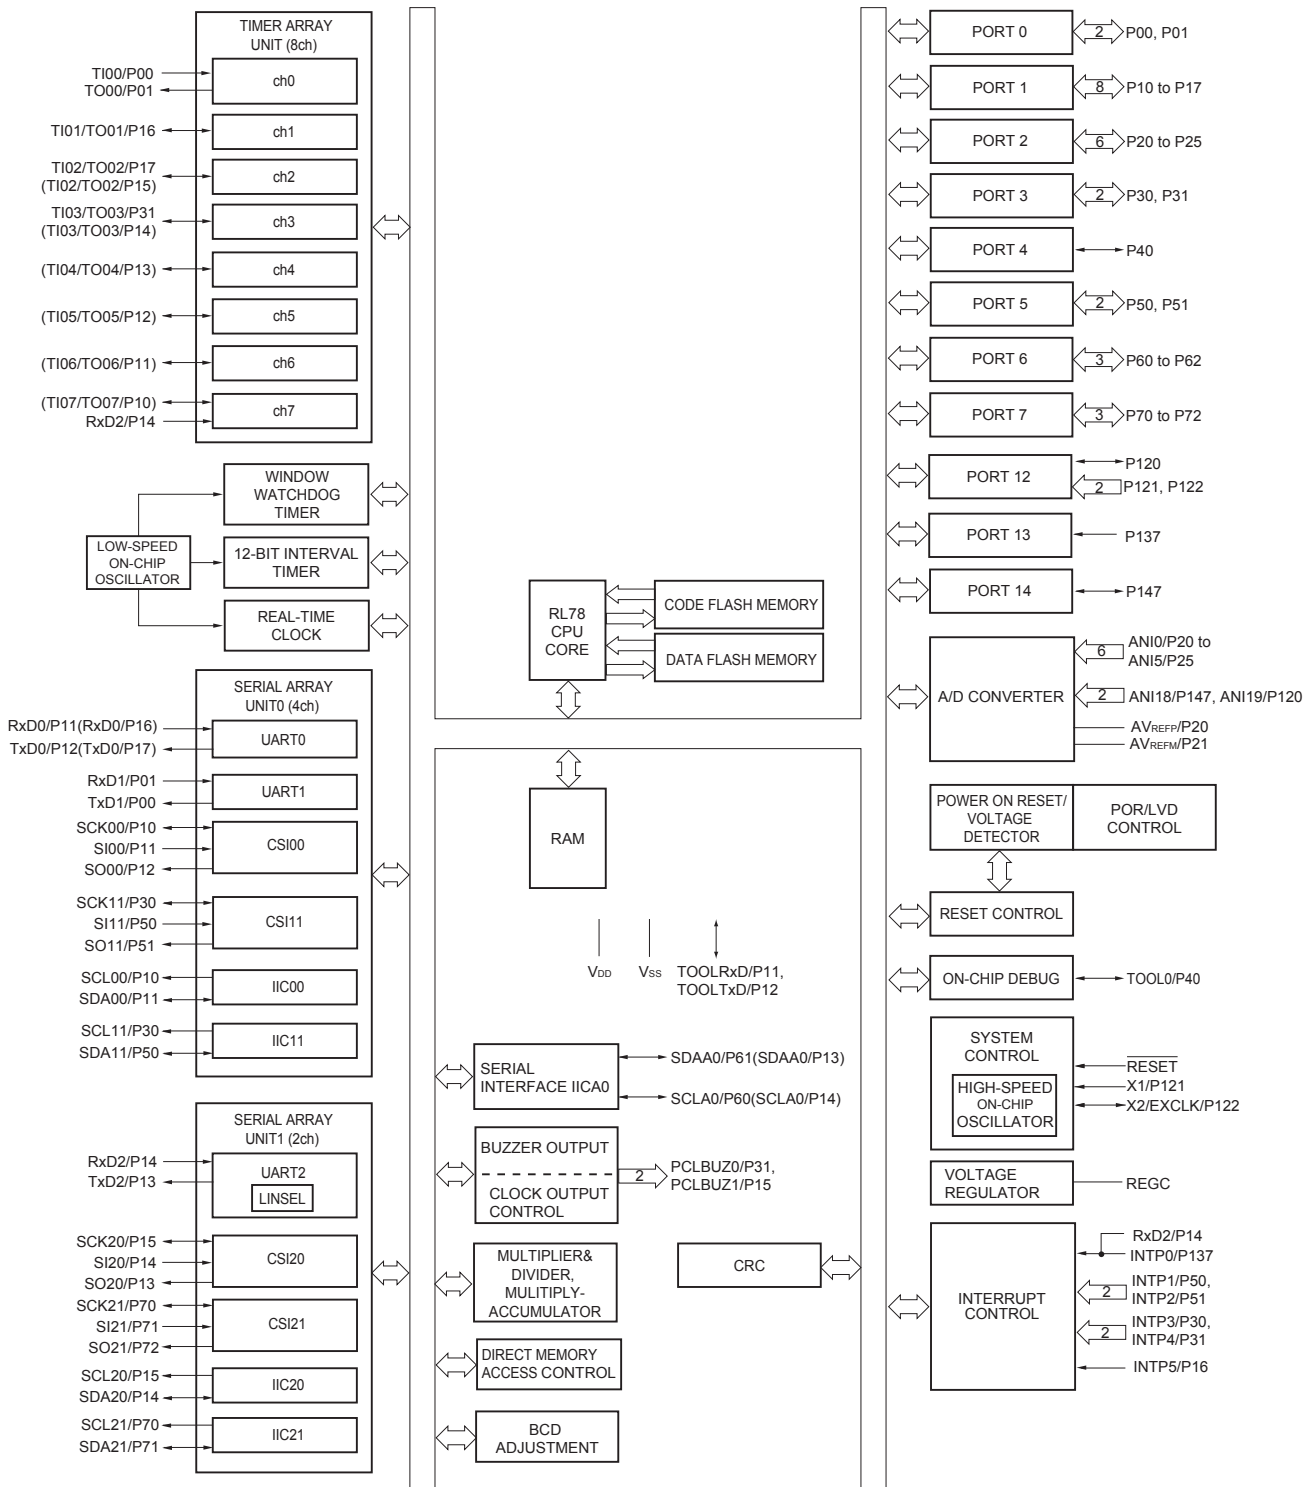 TIMER ARRAY
UNIT (8ch)
TI00/P00
TO00/P01
ch0
TI01/TO01/P16
ch1
TI02/TO02/P17
(TI02/TO02/P15)
ch2
TI03/TO03/P31
(TI03/TO03/P14)
ch3
(TI04/TO04/P13)
ch4
(TI05/TO05/P12)
ch5
(TI06/TO06/P11)
ch6
(TI07/TO07/P10)
RxD2/P14
ch7
WINDOW
WATCHDOG
TIMER
LOW-SPEED
ON-CHIP
OSCILLATOR
12-BIT INTERVAL
TIMER
REAL-TIME
CLOCK
SERIAL ARRAY
UNIT0 (4ch)
RxD0/P11(RxD0/P16)
TxD0/P12(TxD0/P17)
UART0
RxD1/P01
TxD1/P00
UART1
SCK00/P10
SI00/P11
SO00/P12
CSI00
SCK11/P30
SI11/P50
SO11/P51
CSI11
SCL00/P10
SDA00/P11
IIC00
SCL11/P30
SDA11/P50
IIC11
SERIAL ARRAY
UNIT1 (2ch)
RxD2/P14
TxD2/P13
UART2
LINSEL
SCK20/P15
SI20/P14
SO20/P13
CSI20
SCK21/P70
SI21/P71
SO21/P72
CSI21
SCL20/P15
SDA20/P14
IIC20
SCL21/P70
SDA21/P71
IIC21
RL78
CPU
CORE
CODE FLASH MEMORY
DATA FLASH MEMORY
RAM
VDD
VSS
TOOLRxD/P11,
TOOLTxD/P12
SERIAL
INTERFACE IICA0
SDAA0/P61(SDAA0/P13)
SCLA0/P60(SCLA0/P14)
BUZZER OUTPUT
CLOCK OUTPUT
CONTROL
2
PCLBUZ0/P31,
PCLBUZ1/P15
MULTIPLIER&
DIVIDER,
MULITIPLY-
ACCUMULATOR
CRC
DIRECT MEMORY
ACCESS CONTROL
BCD
ADJUSTMENT
PORT 0
2
P00, P01
PORT 1
8
P10 to P17
PORT 2
6
P20 to P25
PORT 3
2
P30, P31
PORT 4
P40
PORT 5
2
P50, P51
PORT 6
3
P60 to P62
PORT 7
3
P70 to P72
PORT 12
P120
2
P121, P122
PORT 13
P137
PORT 14
P147
A/D CONVERTER
6
ANI0/P20 to
ANI5/P25
2
ANI18/P147, ANI19/P120
AVREFP/P20
AVREFM/P21
POWER ON RESET/
VOLTAGE
DETECTOR
POR/LVD
CONTROL
RESET CONTROL
ON-CHIP DEBUG
TOOL0/P40
SYSTEM
CONTROL
HIGH-SPEED
ON-CHIP
OSCILLATOR
RESET
X1/P121
X2/EXCLK/P122
VOLTAGE
REGULATOR
REGC
INTERRUPT
CONTROL
RxD2/P14
INTP0/P137
2
INTP1/P50,
INTP2/P51
2
INTP3/P30,
INTP4/P31
INTP5/P16